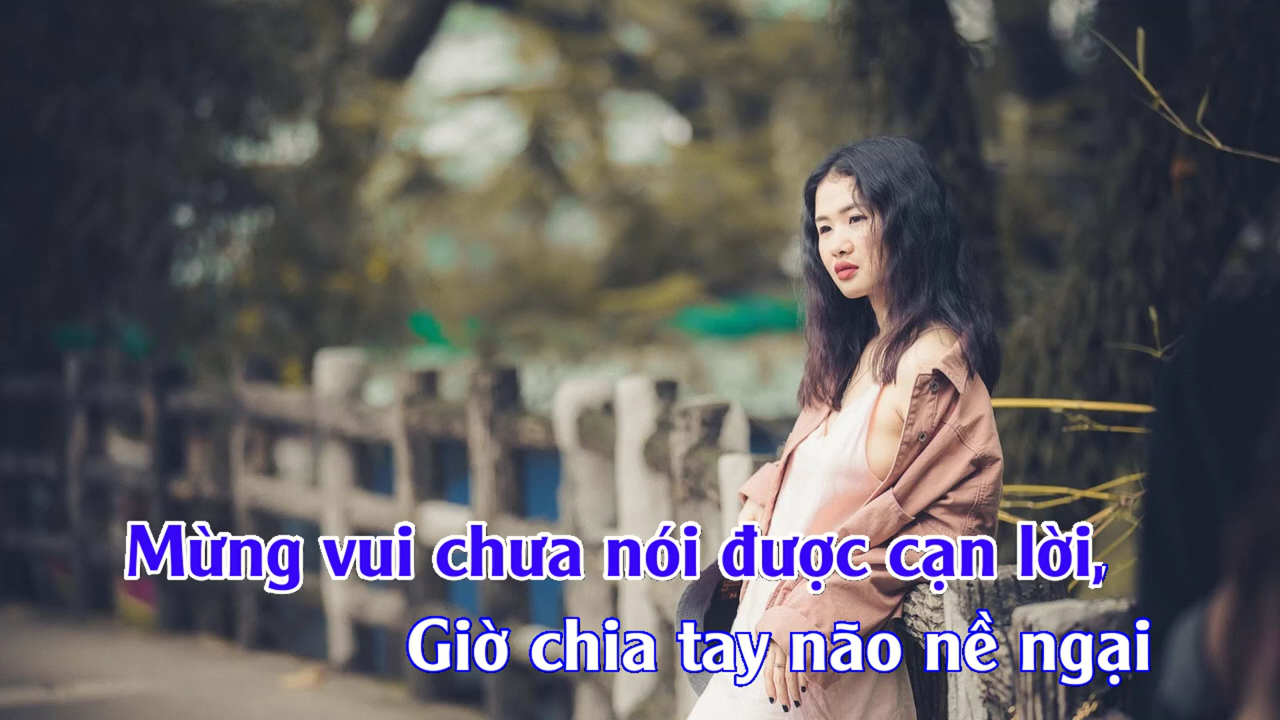 Mừng vui chưa nói được cạn lời,
Giờ chia tay não nề ngại